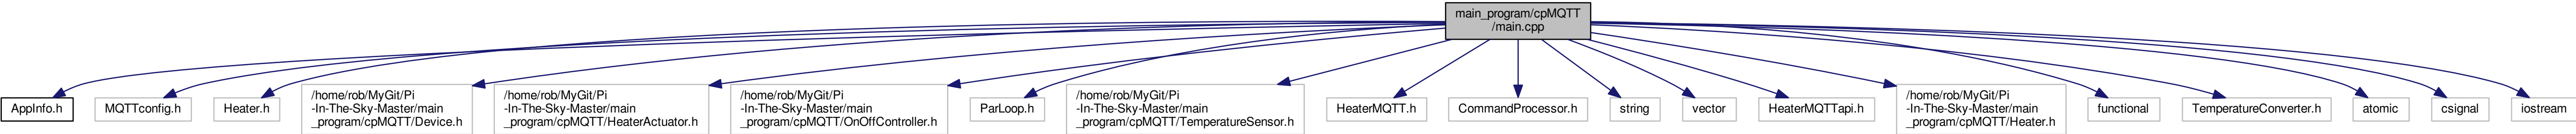 main_program/cpMQTT
/main.cpp
AppInfo.h
MQTTconfig.h
Heater.h
/home/rob/MyGit/Pi
-In-The-Sky-Master/main
_program/cpMQTT/Device.h
/home/rob/MyGit/Pi
-In-The-Sky-Master/main
_program/cpMQTT/HeaterActuator.h
/home/rob/MyGit/Pi
-In-The-Sky-Master/main
_program/cpMQTT/OnOffController.h
ParLoop.h
/home/rob/MyGit/Pi
-In-The-Sky-Master/main
_program/cpMQTT/TemperatureSensor.h
HeaterMQTT.h
CommandProcessor.h
string
vector
HeaterMQTTapi.h
/home/rob/MyGit/Pi
-In-The-Sky-Master/main
_program/cpMQTT/Heater.h
functional
TemperatureConverter.h
atomic
csignal
iostream